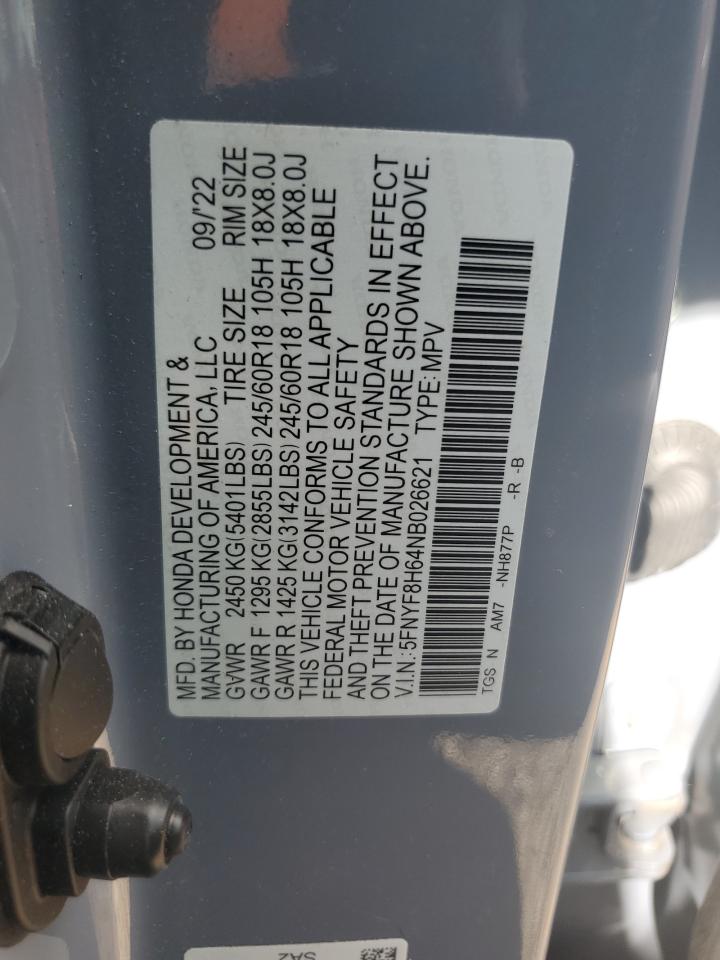 MFD. BY HONDA DEVELOPMENT &
MANUFACTURING OF AMERICA, LLC 09/'22
GVWR 2450 KG(5401LBS) TIRE SIZE RIM SIZE
GAWR F 1295 KG(2855LBS) 245/60R18 105H 18X8.0J
GAWR R 1425 KG(3142LBS) 245/60R18 105H 18X8.0J
THIS VEHICLE CONFORMS TO ALL APPLICABLE
FEDERAL MOTOR VEHICLE SAFETY
AND THEFT PREVENTION STANDARDS IN EFFECT
ON THE DATE OF MANUFACTURE SHOWN ABOVE.
V.I.N.:5FNYF8H64NB026621 TYPE:MPV
TGS N AM7 -NH877P -R -B